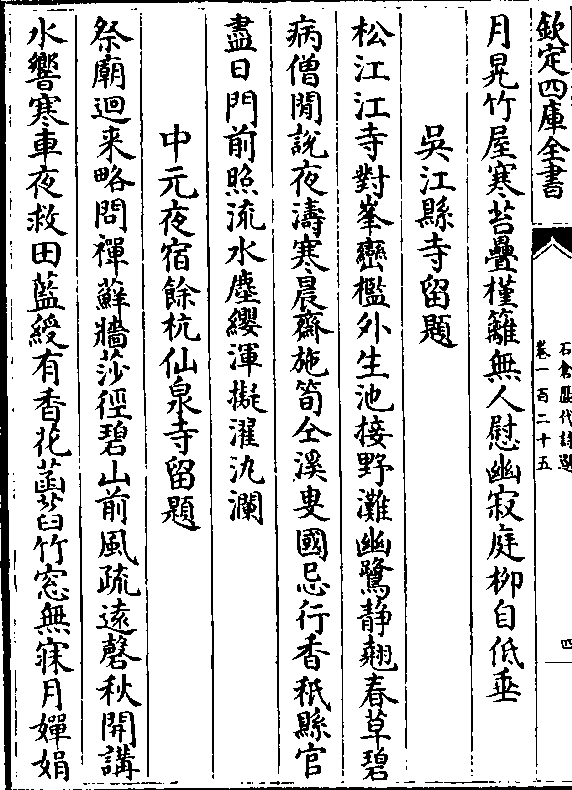 欽定四庫全書
石倉歷代詩選
卷一百二十五
四
月晃竹屋寒苔疊槿籬無人慰幽寂庭柳自低垂
吳江縣寺留題
松江江寺對峯巒檻外生池接野灘幽鷺静翹春草碧
病僧閒說夜濤寒晨齋施筍仝溪叟國忌行香秖縣官
盡日門前照流水塵纓渾擬濯汍瀾
中元夜宿餘杭仙泉寺留題
祭廟迴来略問禪蘚牆莎徑碧山前風疏遠磬秋開講
水響寒車夜救田藍綬有香花菡萏竹窓無寐月嬋娟